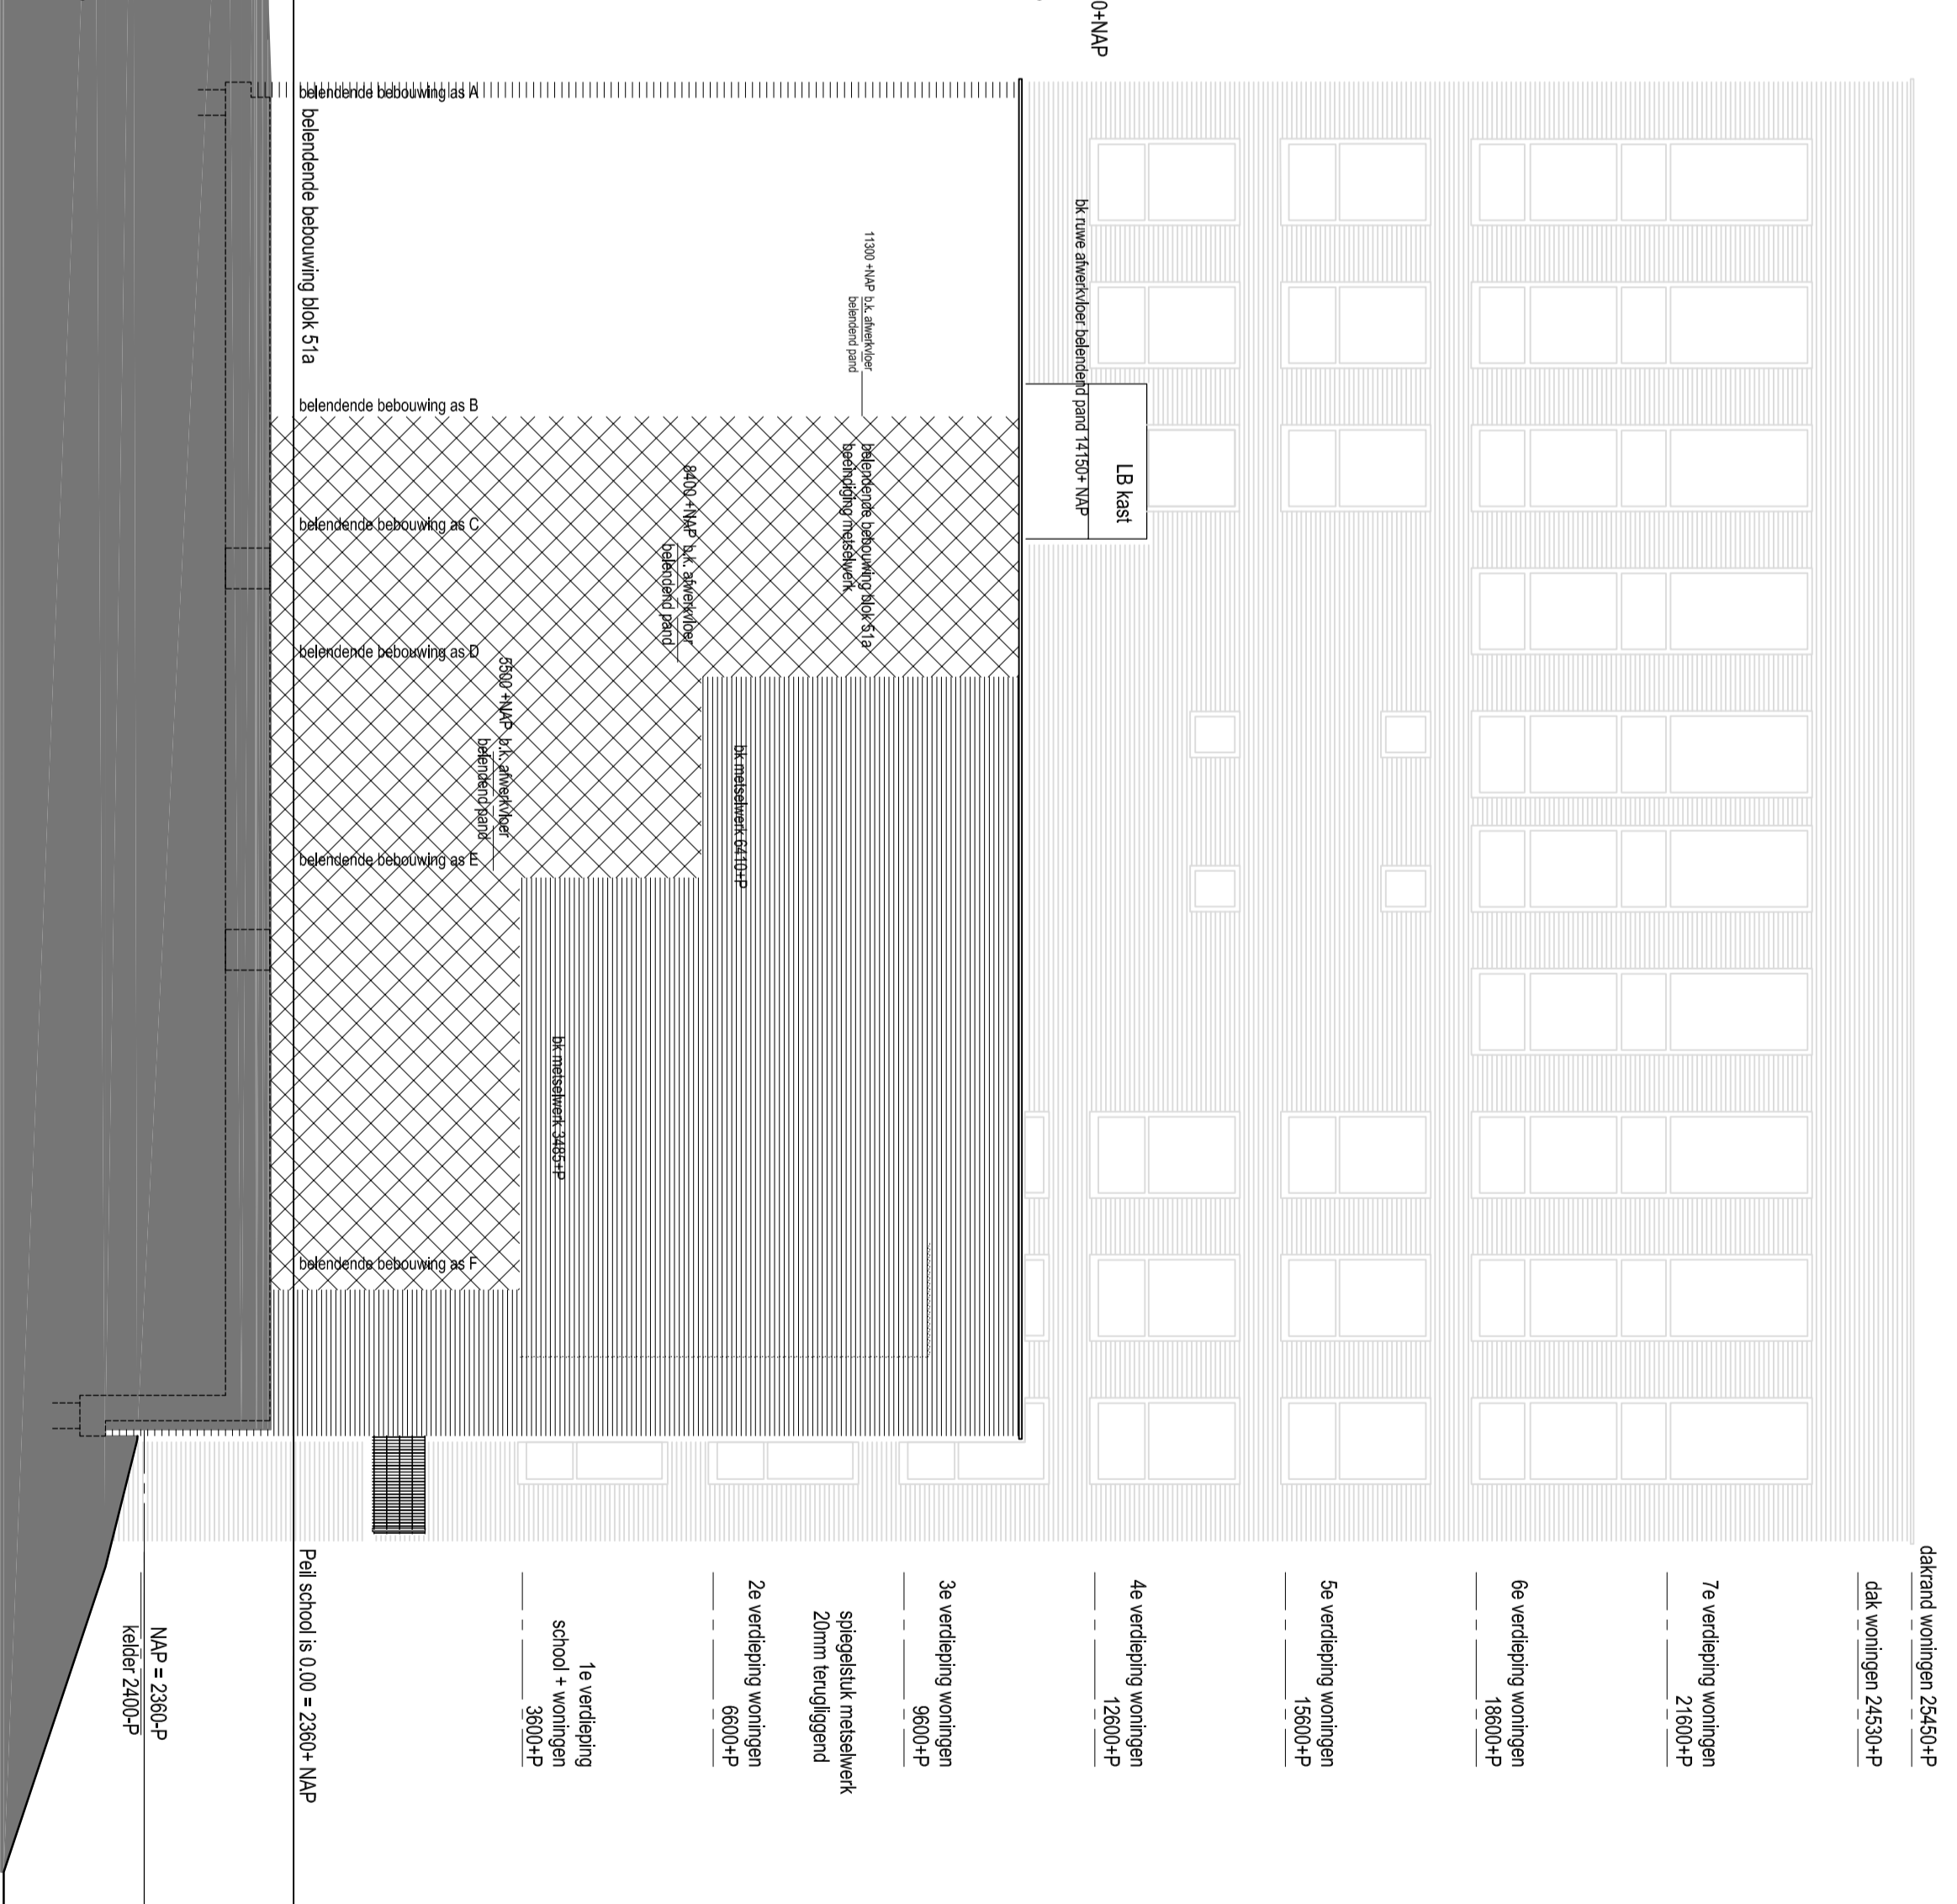 0+NAP
dakrand woningen 25450+P
dak woningen 24530+P
7e verdieping woningen
21600+P
6e verdieping woningen
18600+P
5e verdieping woningen
15600+P
4e verdieping woningen
12600+P
3e verdieping woningen
9600+P
spiegelstuk metselwerk
20mm terugliggend
2e verdieping woningen
6600+P
1e verdieping
school + woningen
3600+P
Peil school is 0.00 = 2360+ NAP
NAP = 2360-P
kelder 2400-P
LB kast
bk ruwe afwerkvloer belendend pand 14150+ NAP
11300 +NAP b.k. afwerkvloer
belendend pand
belendende bebouwing blok 51a
beeindiging metselwerk
8400 +NAP b.k. afwerkvloer
belendend pand
bk metselwerk 6410+P
5500 +NAP b.k. afwerkvloer
belendend pand
bk metselwerk 3485+P
belendende bebouwing blok 51a
belendende bebouwing as A
belendende bebouwing as B
belendende bebouwing as C
belendende bebouwing as D
belendende bebouwing as E
belendende bebouwing as F